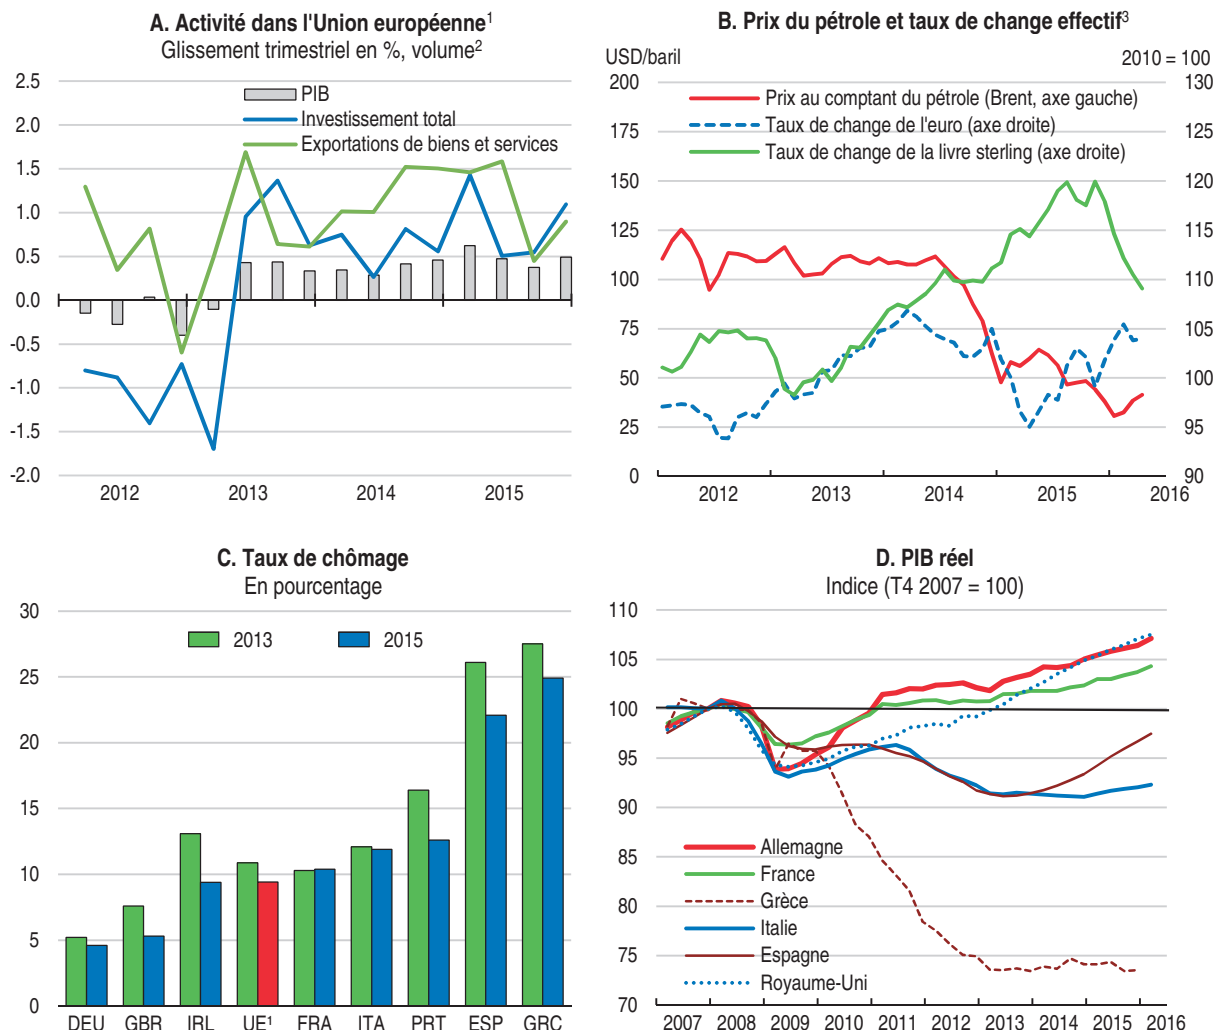 A. Activité dans l'Union européenne¹
Glissement trimestriel en %, volume²
2.5
2.0
1.5
1.0
0.5
0.0
-0.5
-1.0
-1.5
-2.0
PIB
Investissement total
Exportations de biens et services
2012 2013 2014 2015
B. Prix du pétrole et taux de change effectif³
USD/baril 2010 = 100
200 130
175 125
150 120
125 115
100 110
75 105
50 100
25 95
0 90
Prix au comptant du pétrole (Brent, axe gauche)
Taux de change de l'euro (axe droite)
Taux de change de la livre sterling (axe droite)
2012 2013 2014 2015 2016
C. Taux de chômage
En pourcentage
30
25
20
15
10
5
0
2013 2015
DEU GBR IRL UE¹ FRA ITA PRT ESP GRC
D. PIB réel
Indice (T4 2007 = 100)
110
105
100
95
90
85
80
75
70
Allemagne
France
Grèce
Italie
Espagne
Royaume-Uni
2007 2008 2009 2010 2011 2012 2013 2014 2015 2016